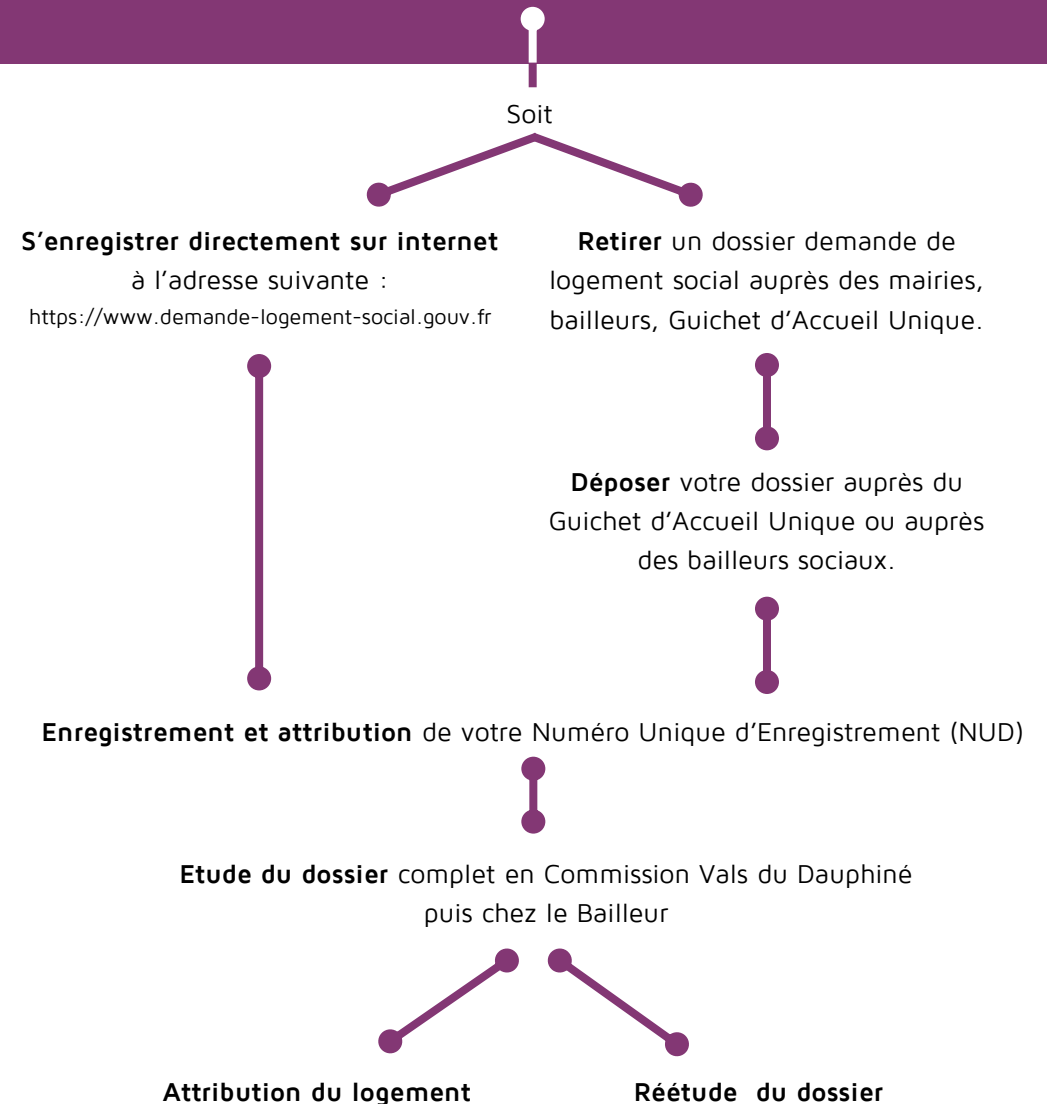 Soit
S'enregistrer directement sur internet
à l'adresse suivante :
https://www.demande-logement-social.gouv.fr
Retirer un dossier demande de
logement social auprès des mairies,
bailleurs, Guichet d'Accueil Unique.
Déposer votre dossier auprès du
Guichet d'Accueil Unique ou auprès
des bailleurs sociaux.
Enregistrement et attribution de votre Numéro Unique d'Enregistrement (NUD)
Etude du dossier complet en Commission Vals du Dauphiné
puis chez le Bailleur
Attribution du logement
Réétude du dossier